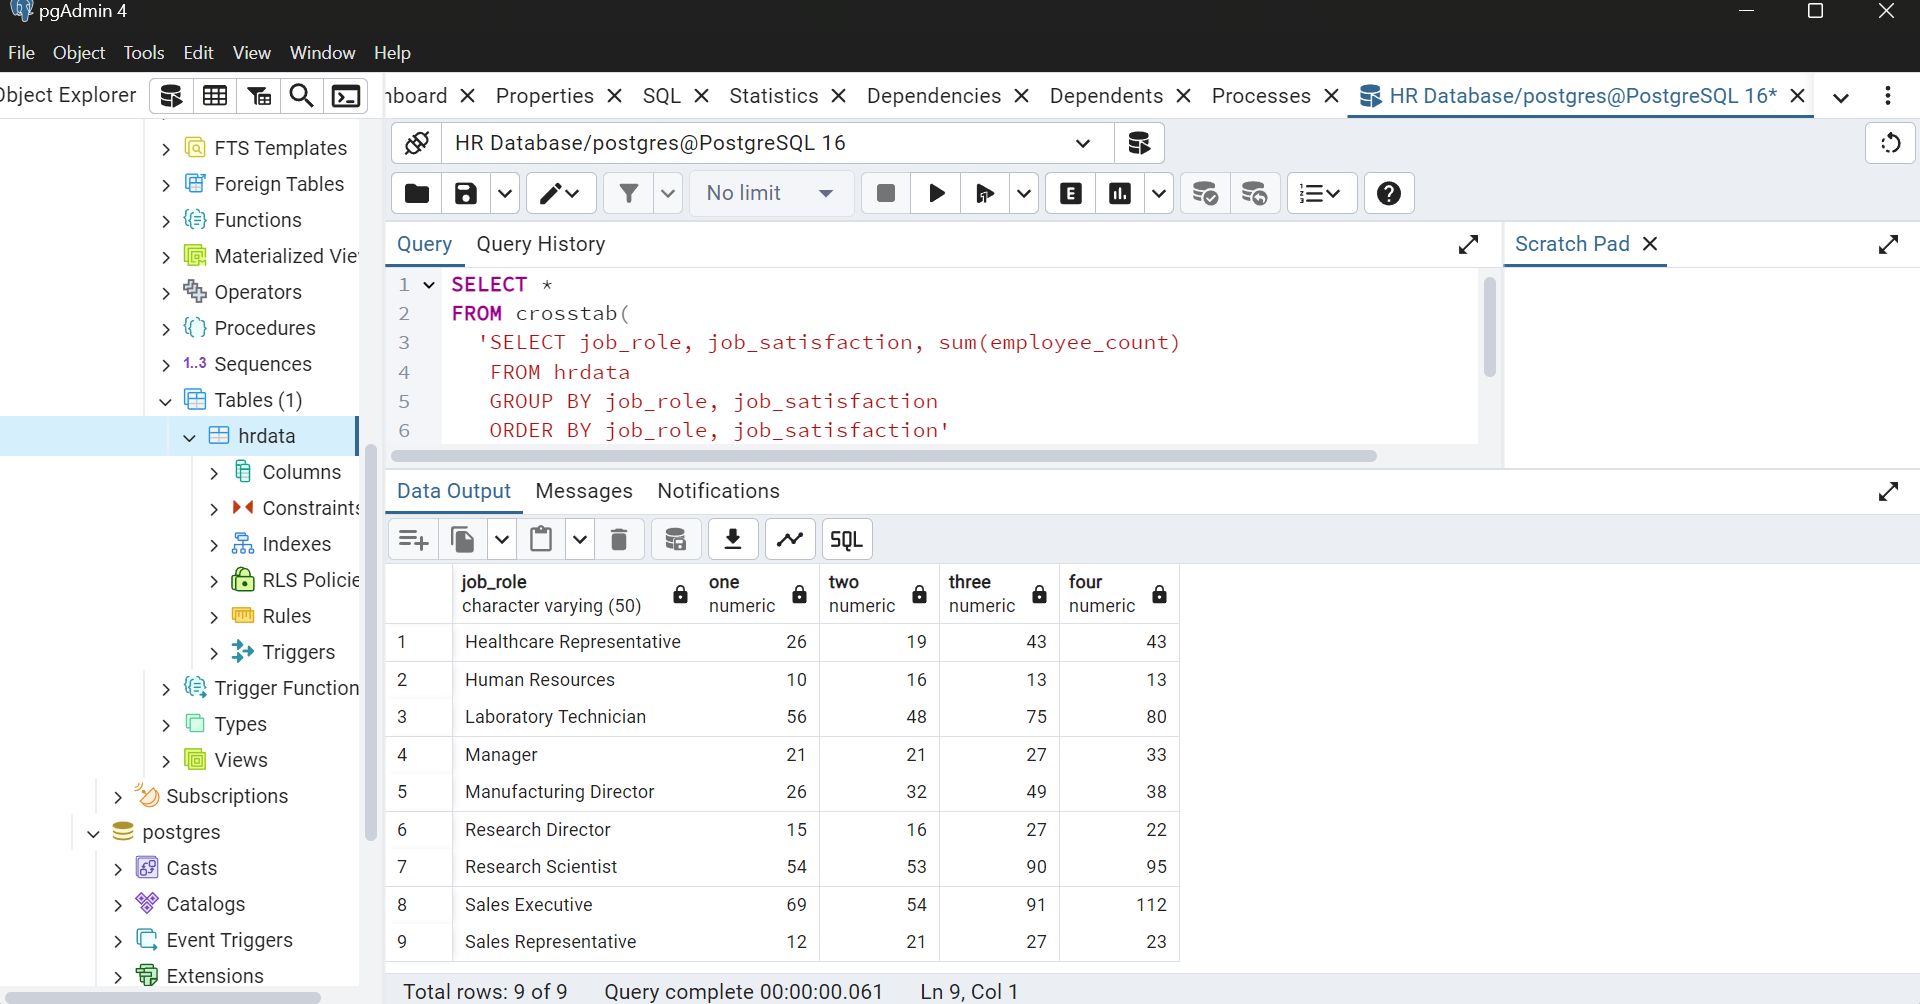 pgAdmin 4
File Object Tools Edit View Window Help
Object Explorer
board Properties SQL Statistics Dependencies Dependents Processes HR Database/postgres@PostgreSQL 16*
HR Database/postgres@PostgreSQL 16
No limit E
Query Query History
Scratch Pad
1 SELECT *
2 FROM crosstab(
3 'SELECT job_role, job_satisfaction, sum(employee_count)
4 FROM hrdata
5 GROUP BY job_role, job_satisfaction
6 ORDER BY job_role, job_satisfaction'
FTS Templates
Foreign Tables
Functions
Materialized Vie
Operators
Procedures
1..3 Sequences
Tables (1)
hrdata
Columns
Constraints
Indexes
RLS Policie
Rules
Triggers
Trigger Function
Types
Views
Subscriptions
postgres
Casts
Catalogs
Event Triggers
Extensions
Data Output Messages Notifications
SQL
job_role one two three four
character varying (50) numeric numeric numeric numeric
1 Healthcare Representative 26 19 43 43
2 Human Resources 10 16 13 13
3 Laboratory Technician 56 48 75 80
4 Manager 21 21 27 33
5 Manufacturing Director 26 32 49 38
6 Research Director 15 16 27 22
7 Research Scientist 54 53 90 95
8 Sales Executive 69 54 91 112
9 Sales Representative 12 21 27 23
Total rows: 9 of 9 Query complete 00:00:00.061 Ln 9, Col 1